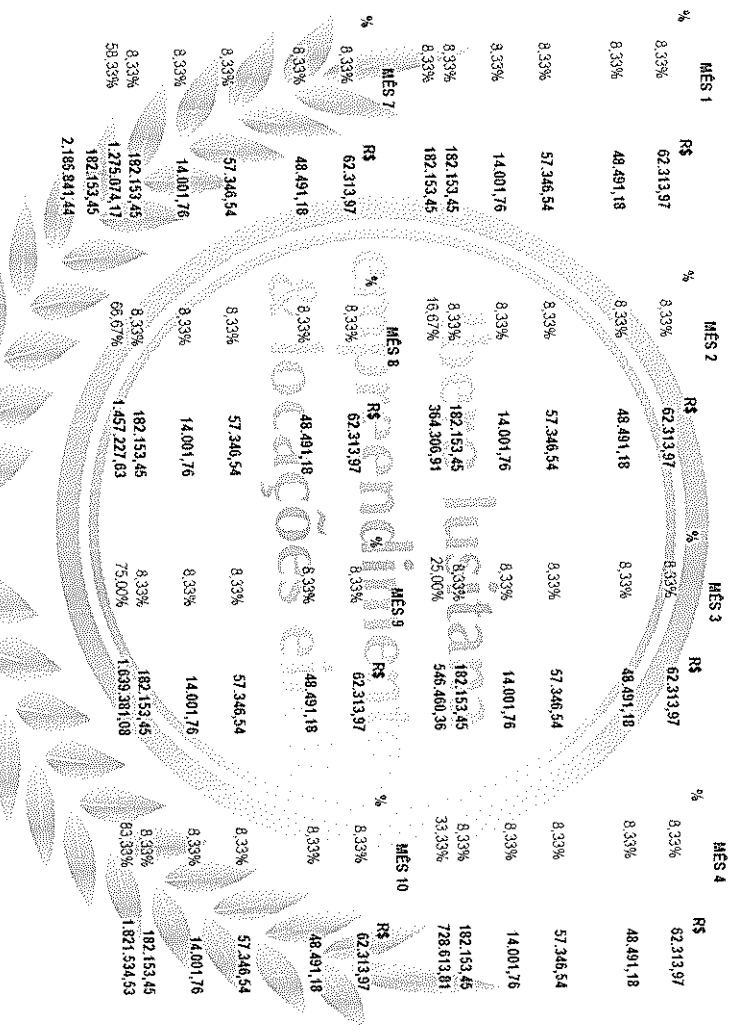 MÊS 1 MÊS 2 MÊS 3 MÊS 4
% R$ % R$ % R$ % R$
8,33% 62.313,97 8,33% 62.313,97 8,33% 62.313,97 8,33% 62.313,97
8,33% 48.491,18 8,33% 48.491,18 8,33% 48.491,18 8,33% 48.491,18
8,33% 57.346,54 8,33% 57.346,54 8,33% 57.346,54 8,33% 57.346,54
8,33% 14.001,76 8,33% 14.001,76 8,33% 14.001,76 8,33% 14.001,76
8,33% 182.153,45 8,33% 182.153,45 8,33% 182.153,45 8,33% 182.153,45
8,33% 182.153,45 16,67% 364.306,91 25,00% 546.460,36 33,33% 728.613,81
MÊS 7 MÊS 8 MÊS 9 MÊS 10
% R$ % R$ % R$ % R$
8,33% 62.313,97 8,33% 62.313,97 8,33% 62.313,97 8,33% 62.313,97
8,33% 48.491,18 8,33% 48.491,18 8,33% 48.491,18 8,33% 48.491,18
8,33% 57.346,54 8,33% 57.346,54 8,33% 57.346,54 8,33% 57.346,54
8,33% 14.001,76 8,33% 14.001,76 8,33% 14.001,76 8,33% 14.001,76
8,33% 182.153,45 8,33% 182.153,45 8,33% 182.153,45 8,33% 182.153,45
58,33% 1.275.074,17 66,67% 1.457.227,63 75,00% 1.639.381,08 83,33% 1.821.534,53
182.153,45
2.185.841,44
lusitana
empreendiment
& locações ei